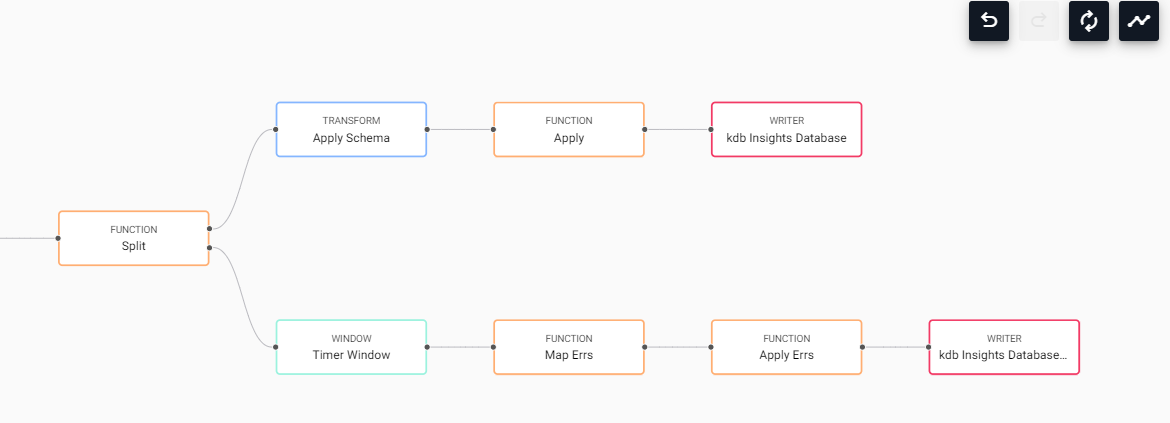 TRANSFORM
Apply Schema
FUNCTION
Apply
WRITER
kdb Insights Database
FUNCTION
Split
WINDOW
Timer Window
FUNCTION
Map Errs
FUNCTION
Apply Errs
WRITER
kdb Insights Database...